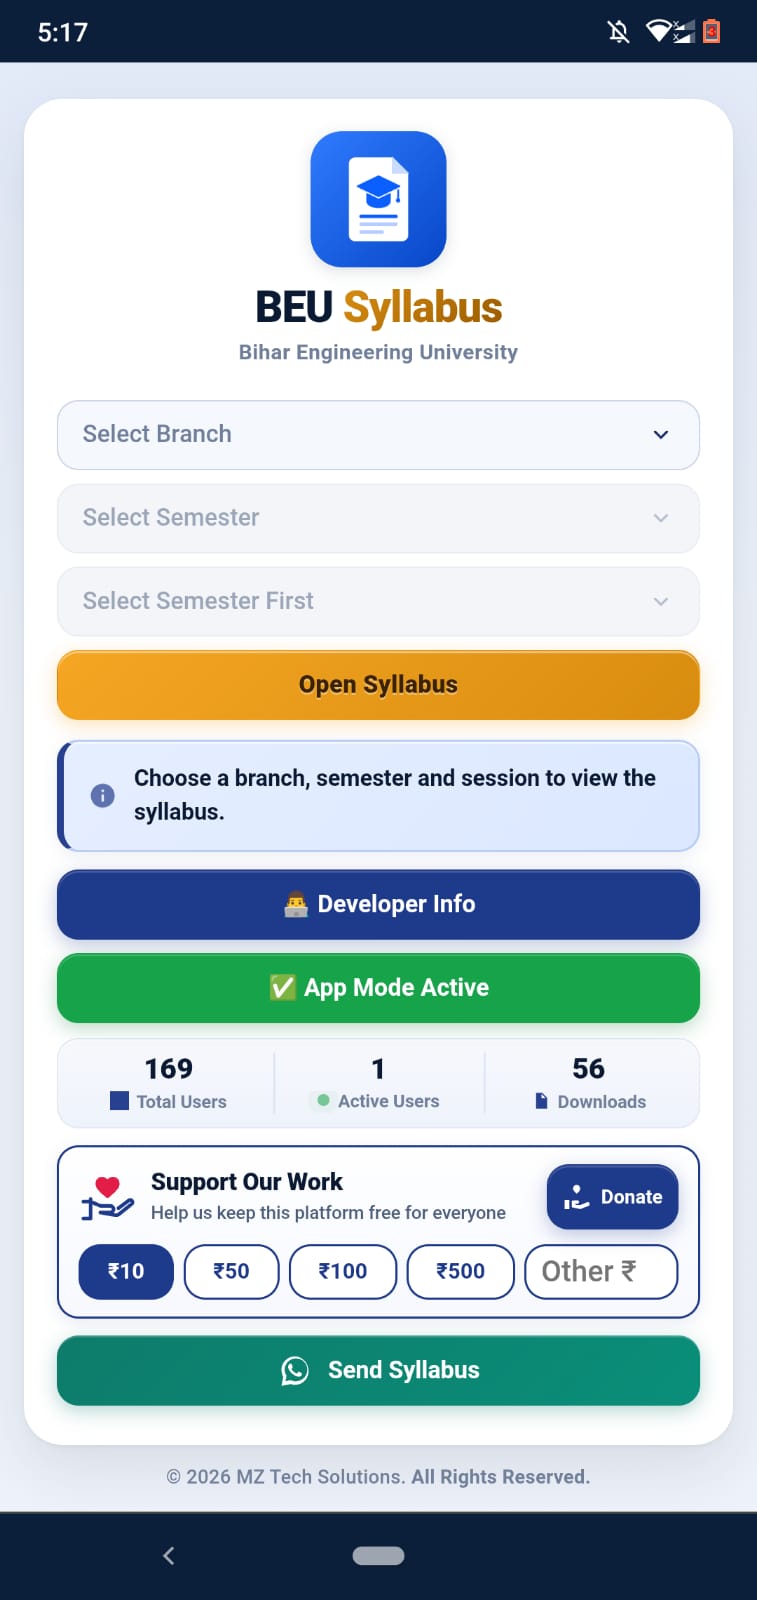 5:17
BEU Syllabus
Bihar Engineering University
Select Branch
Select Semester
Select Semester First
Open Syllabus
Choose a branch, semester and session to view the
syllabus.
👨‍💻 Developer Info
✅ App Mode Active
169
Total Users
1
Active Users
56
Downloads
Support Our Work
Help us keep this platform free for everyone
Donate
₹10
₹50
₹100
₹500
Other ₹
Send Syllabus
© 2026 MZ Tech Solutions. All Rights Reserved.